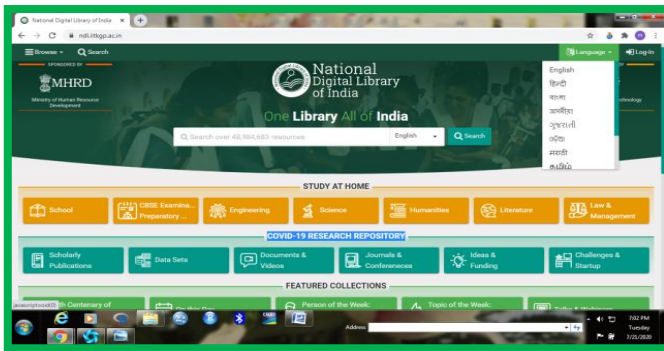 National Digital Library of India
ndl.iitkgp.ac.in
Browse
Search
Language
Log-In
SPONSORED BY
MHRD
Ministry of Human Resource
Development
National
Digital Library
of India
One Library All of India
Search over 48,984,683 resources
English
Search
English
हिन्दी
বাংলা
অসমীয়া
ગુજરાતી
ଓଡ଼ିଆ
मराठी
தமிழ்
STUDY AT HOME
School
CBSE Examina...
Preparatory ...
Engineering
Science
Humanities
Literature
Law &
Management
COVID-19 RESEARCH REPOSITORY
Scholarly
Publications
Data Sets
Documents &
Videos
Journals &
Conferences
Ideas &
Funding
Challenges &
Startup
FEATURED COLLECTIONS
th Centenary of
Person of the Week:
Topic of the Week:
Address
7:02 PM
Tuesday
7/21/2020